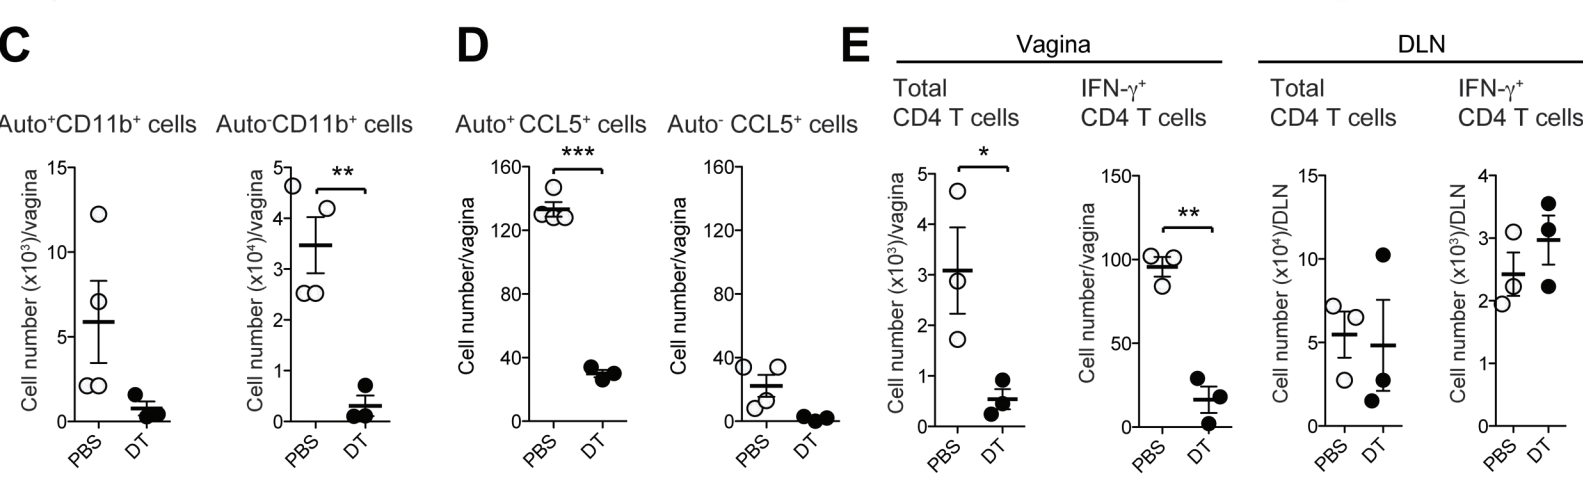 C
D
E
Vagina
DLN
Auto⁺CD11b⁺ cells
Auto⁻CD11b⁺ cells
Auto⁺ CCL5⁺ cells
Auto⁻ CCL5⁺ cells
Total
CD4 T cells
IFN-γ⁺
CD4 T cells
Total
CD4 T cells
IFN-γ⁺
CD4 T cells
Cell number (x10³)/vagina
15
10
5
0
PBS
DT
Cell number (x10⁴)/vagina
5
4
3
2
1
0
**
PBS
DT
Cell number/vagina
160
120
80
40
0
***
PBS
DT
Cell number/vagina
160
120
80
40
0
PBS
DT
Cell number (x10³)/vagina
5
4
3
2
1
0
*
PBS
DT
Cell number/vagina
150
100
50
0
**
PBS
DT
Cell number (x10⁴)/DLN
15
10
5
0
PBS
DT
Cell number (x10³)/DLN
4
3
2
1
0
PBS
DT